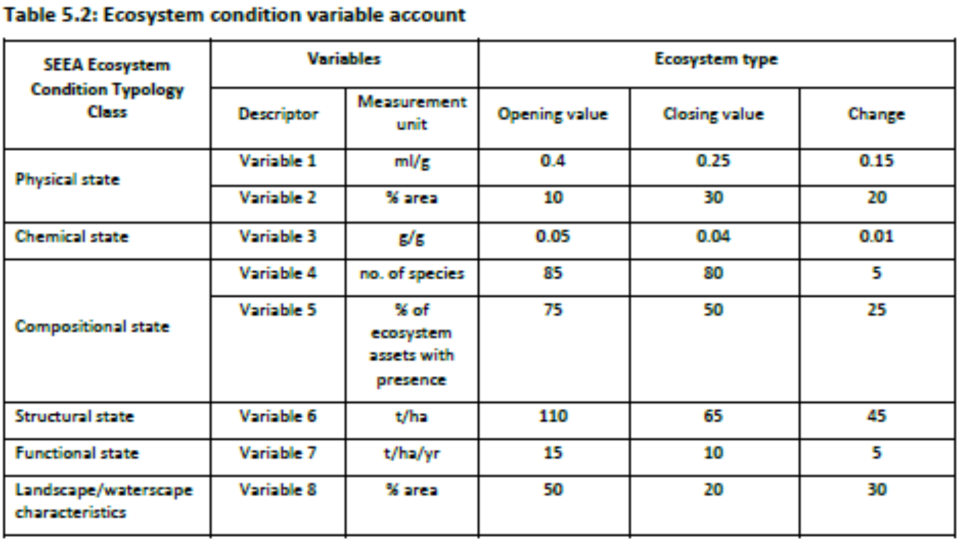 Table 5.2: Ecosystem condition variable account
SEEA Ecosystem Condition Typology Class
Variables
Ecosystem type
Descriptor
Measurement unit
Opening value
Closing value
Change
Physical state
Variable 1 ml/g 0.4 0.25 0.15
Variable 2 % area 10 30 20
Chemical state Variable 3 g/g 0.05 0.04 0.01
Compositional state
Variable 4 no. of species 85 80 5
Variable 5 % of ecosystem assets with presence 75 50 25
Structural state Variable 6 t/ha 110 65 45
Functional state Variable 7 t/ha/yr 15 10 5
Landscape/waterscape characteristics Variable 8 % area 50 20 30